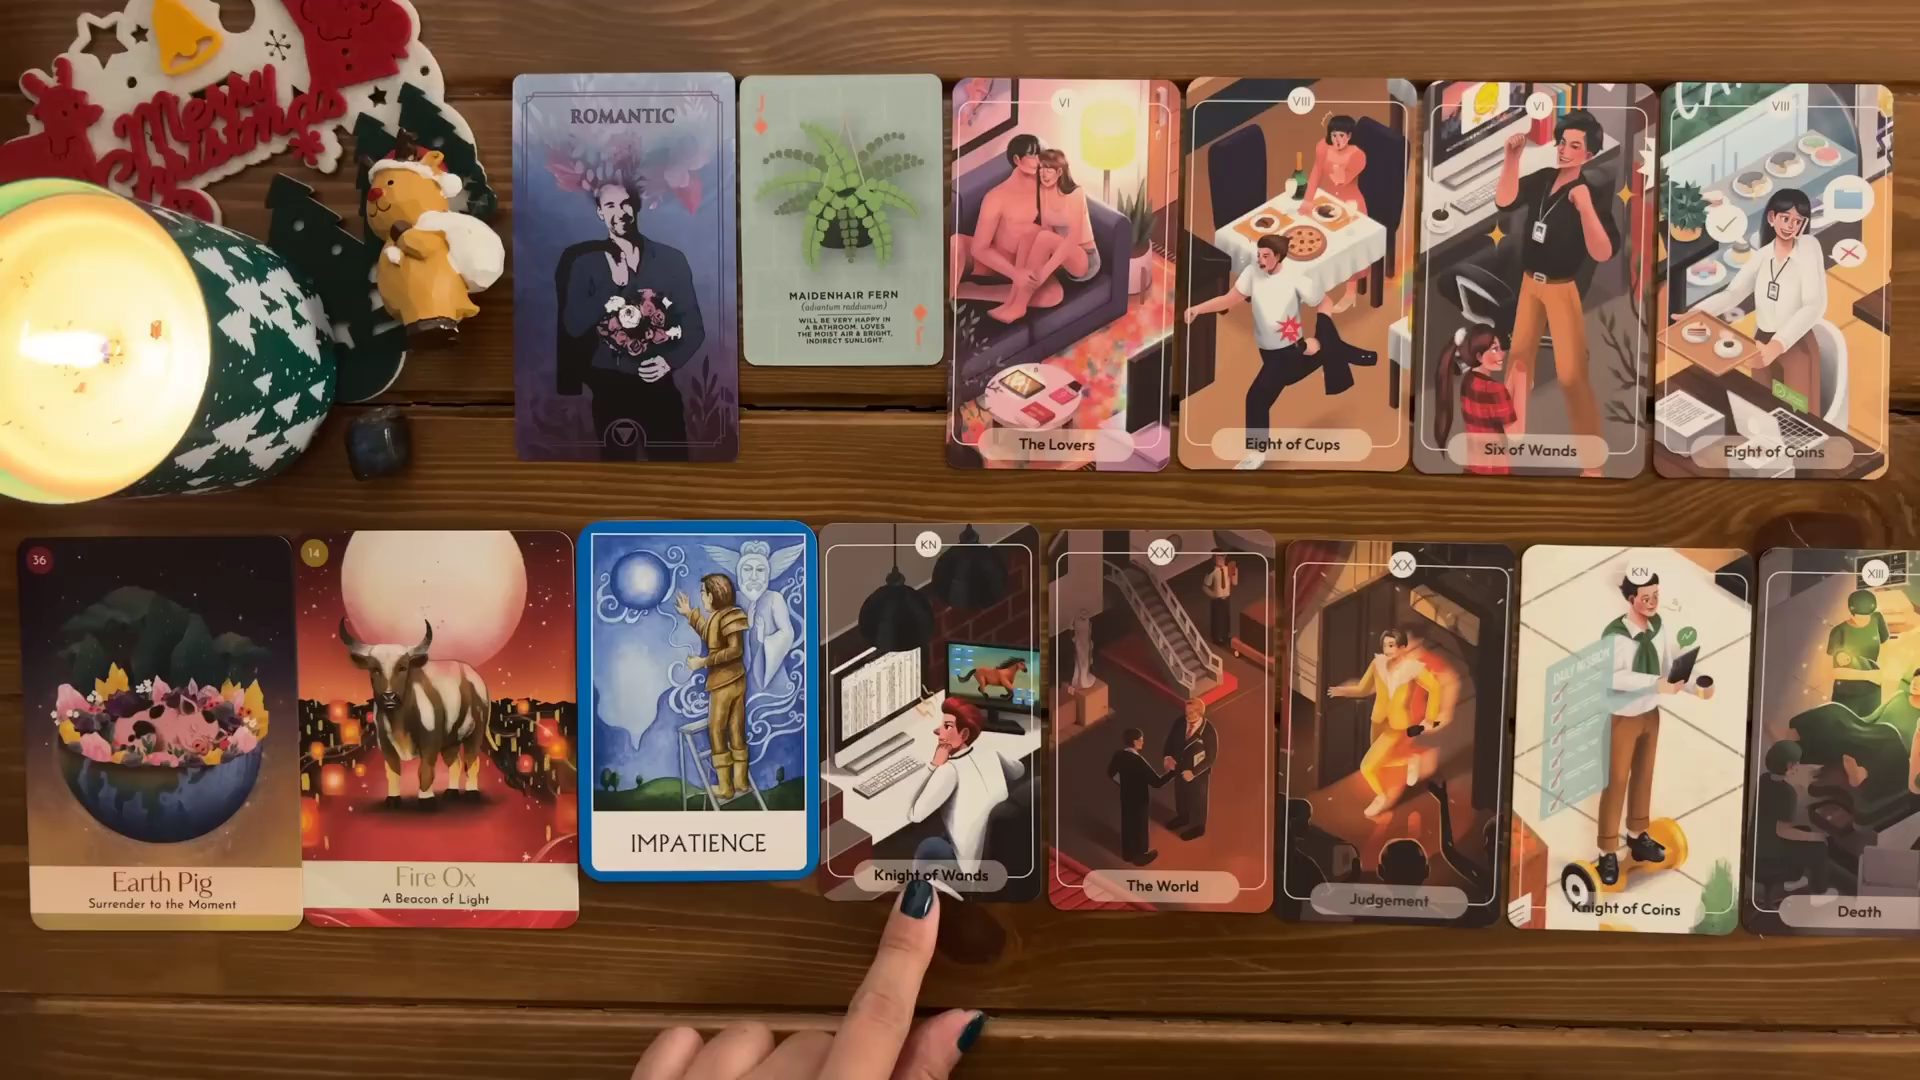 Merry
Christmas
ROMANTIC
J
MAIDENHAIR FERN
(adiantum raddianum)
WILL BE VERY HAPPY IN
A BATHROOM. LOVES
THE MOIST AIR & BRIGHT,
INDIRECT SUNLIGHT.
J
VI
The Lovers
VIII
Eight of Cups
VI
Six of Wands
VIII
Eight of Coins
36
Earth Pig
Surrender to the Moment
14
Fire Ox
A Beacon of Light
IMPATIENCE
KN
Knight of Wands
XXI
The World
XX
Judgement
KN
DAILY MISSION
Knight of Coins
XIII
Death